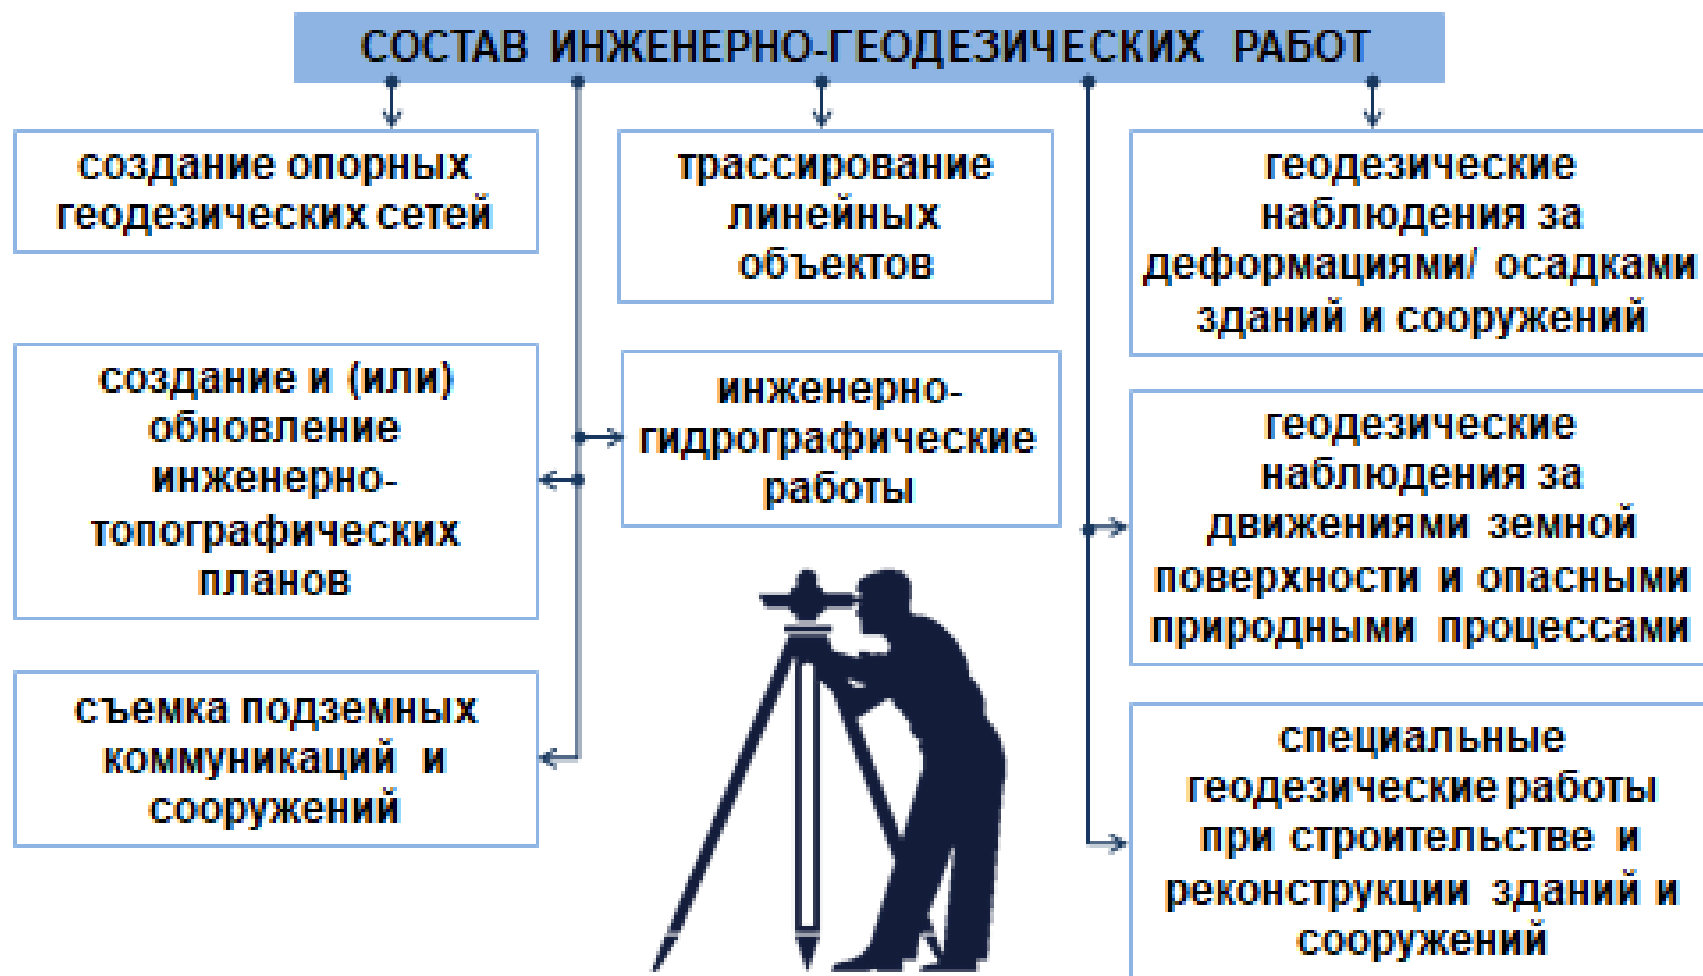 СОСТАВ ИНЖЕНЕРНО-ГЕОДЕЗИЧЕСКИХ РАБОТ
создание опорных
геодезических сетей
создание и (или)
обновление
инженерно-
топографических
планов
съемка подземных
коммуникаций и
сооружений
трассирование
линейных
объектов
инженерно-
гидрографические
работы
геодезические
наблюдения за
деформациями/ осадками
зданий и сооружений
геодезические
наблюдения за
движениями земной
поверхности и опасными
природными процессами
специальные
геодезические работы
при строительстве и
реконструкции зданий и
сооружений